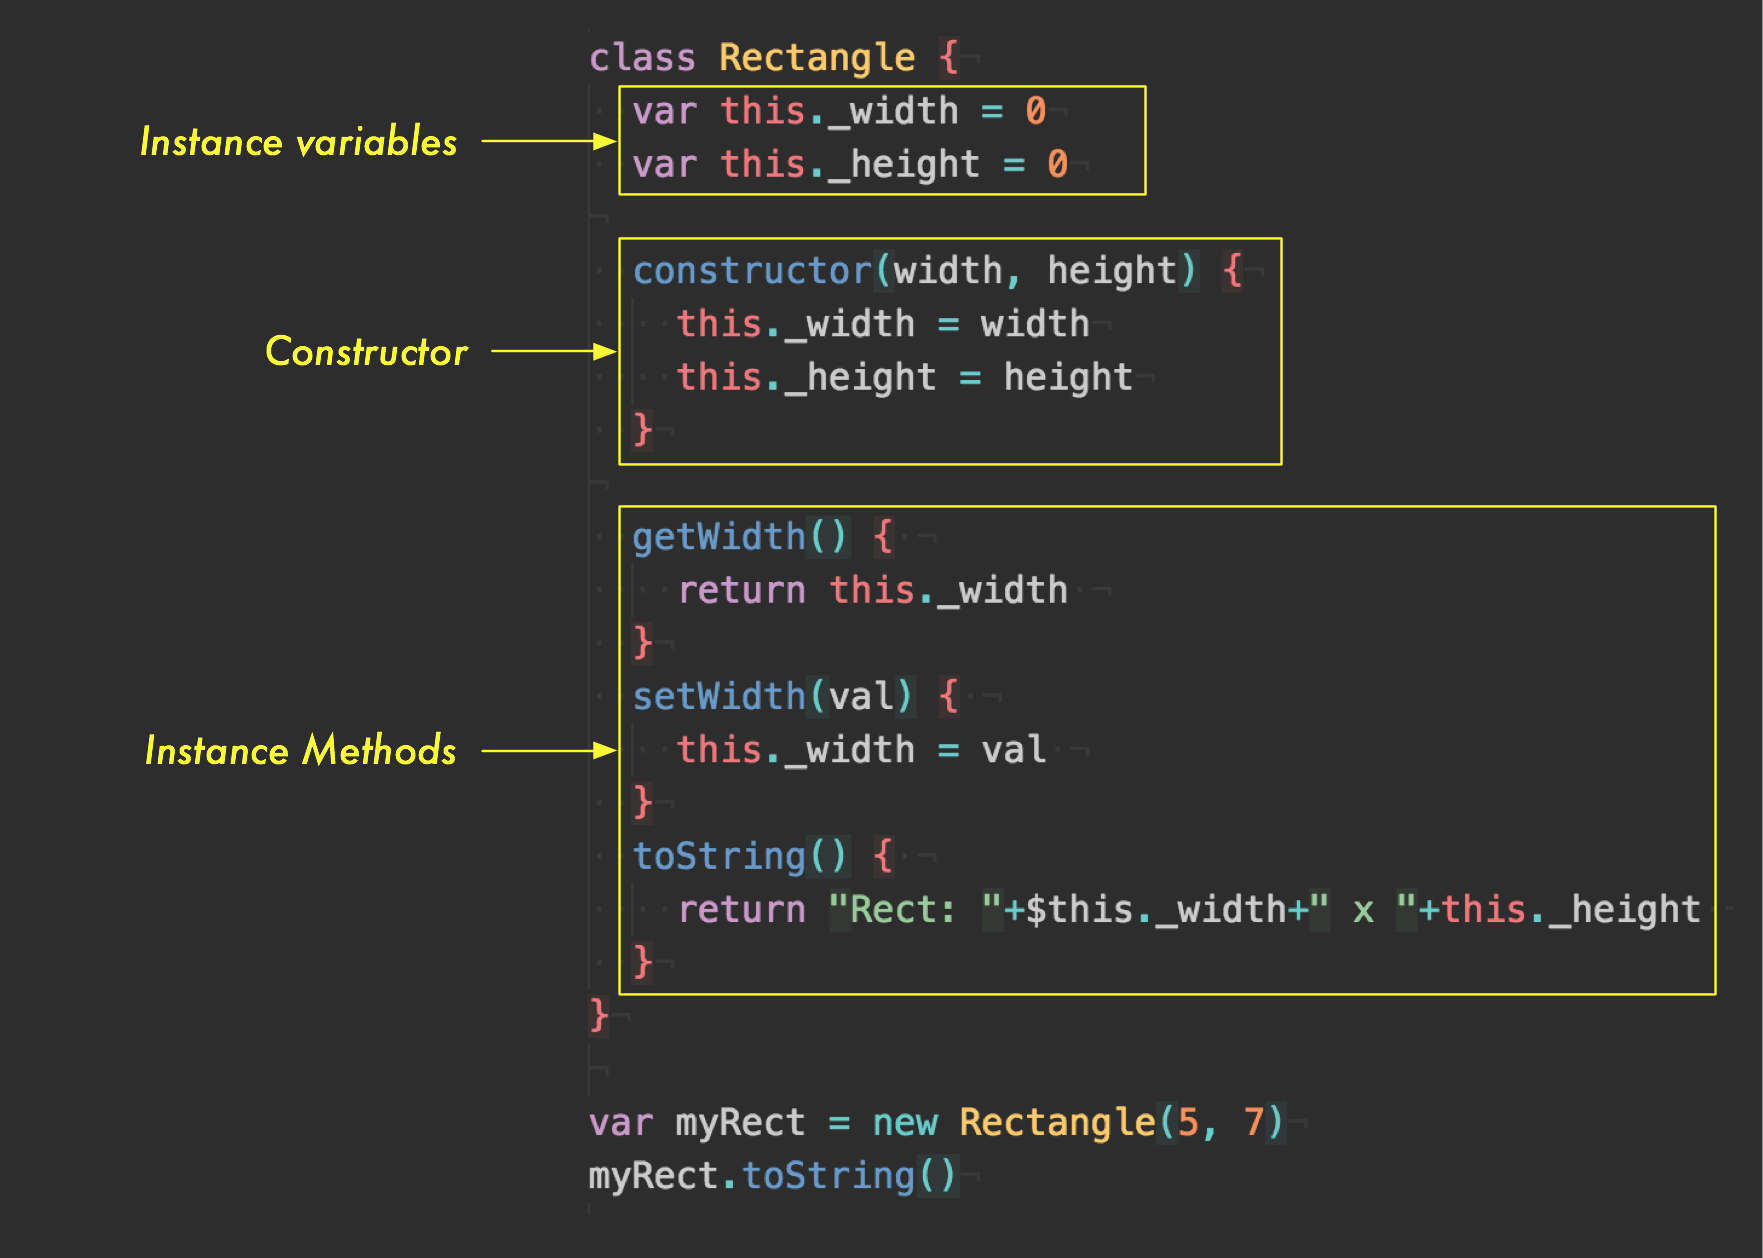 class Rectangle {
Instance variables
var this._width = 0
var this._height = 0
constructor(width, height) {
this._width = width
Constructor
this._height = height
}
getWidth() {
return this._width
}
setWidth(val) {
Instance Methods
this._width = val
}
toString() {
return "Rect: "+$this._width+" x "+this._height
}
}
var myRect = new Rectangle(5, 7)
myRect.toString()